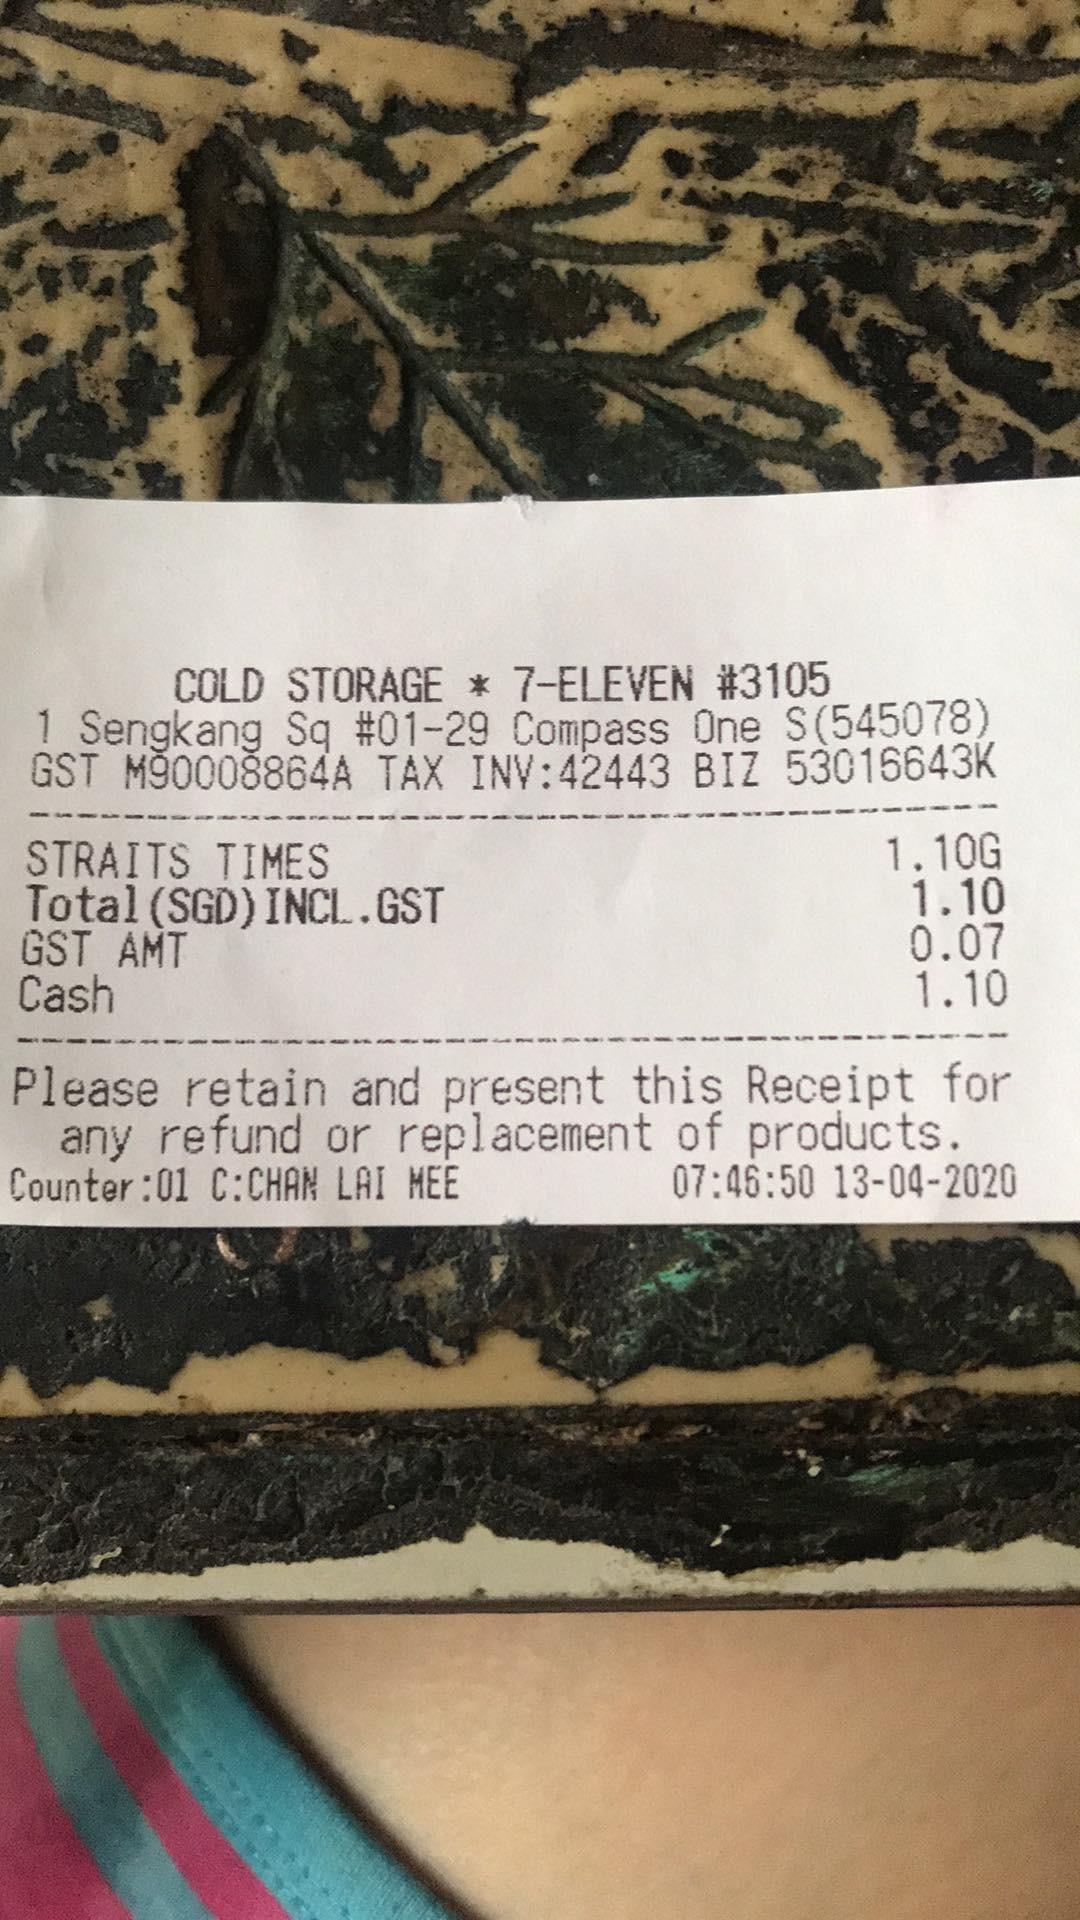 COLD STORAGE * 7-ELEVEN #3105
1 Sengkang Sq #01-29 Compass One S(545078)
GST M90008864A TAX INV:42443 BIZ 53016643K
STRAITS TIMES 1.10G
Total(SGD)INCL.GST 1.10
GST AMT 0.07
Cash 1.10
Please retain and present this Receipt for
any refund or replacement of products.
Counter:01 C:CHAN LAI MEE 07:46:50 13-04-2020